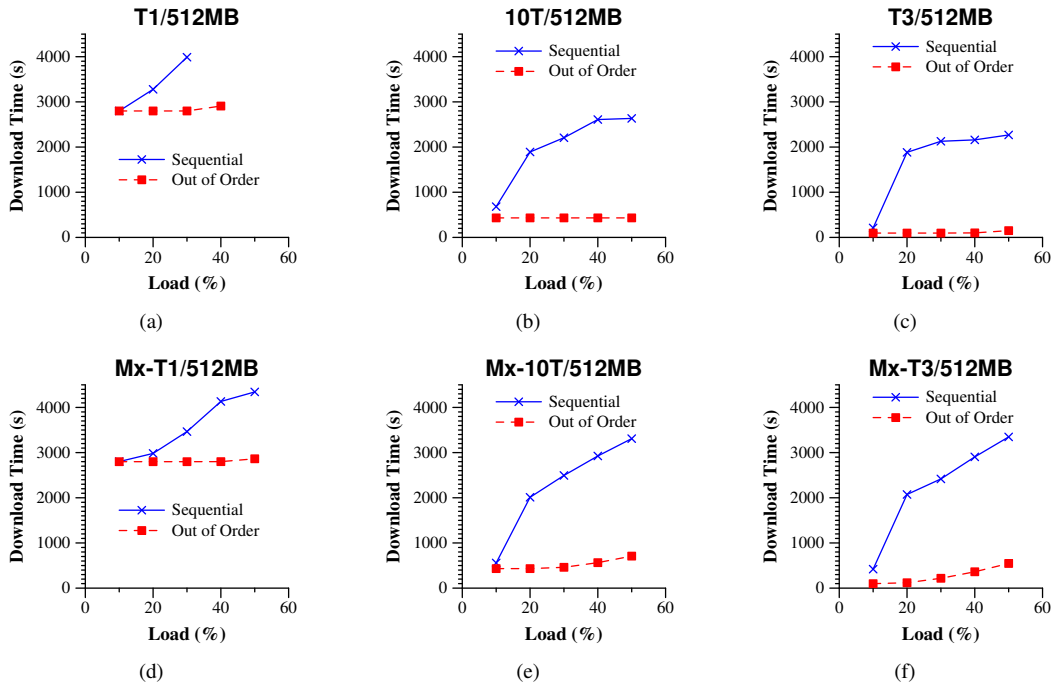 T1/512MB
4000
3000
2000
1000
0
Download Time (s)
Sequential
Out of Order
0
20
40
60
Load (%)
(a)
10T/512MB
4000
3000
2000
1000
0
Download Time (s)
Sequential
Out of Order
0
20
40
60
Load (%)
(b)
T3/512MB
4000
3000
2000
1000
0
Download Time (s)
Sequential
Out of Order
0
20
40
60
Load (%)
(c)
Mx-T1/512MB
4000
3000
2000
1000
0
Download Time (s)
Sequential
Out of Order
0
20
40
60
Load (%)
(d)
Mx-10T/512MB
4000
3000
2000
1000
0
Download Time (s)
Sequential
Out of Order
0
20
40
60
Load (%)
(e)
Mx-T3/512MB
4000
3000
2000
1000
0
Download Time (s)
Sequential
Out of Order
0
20
40
60
Load (%)
(f)